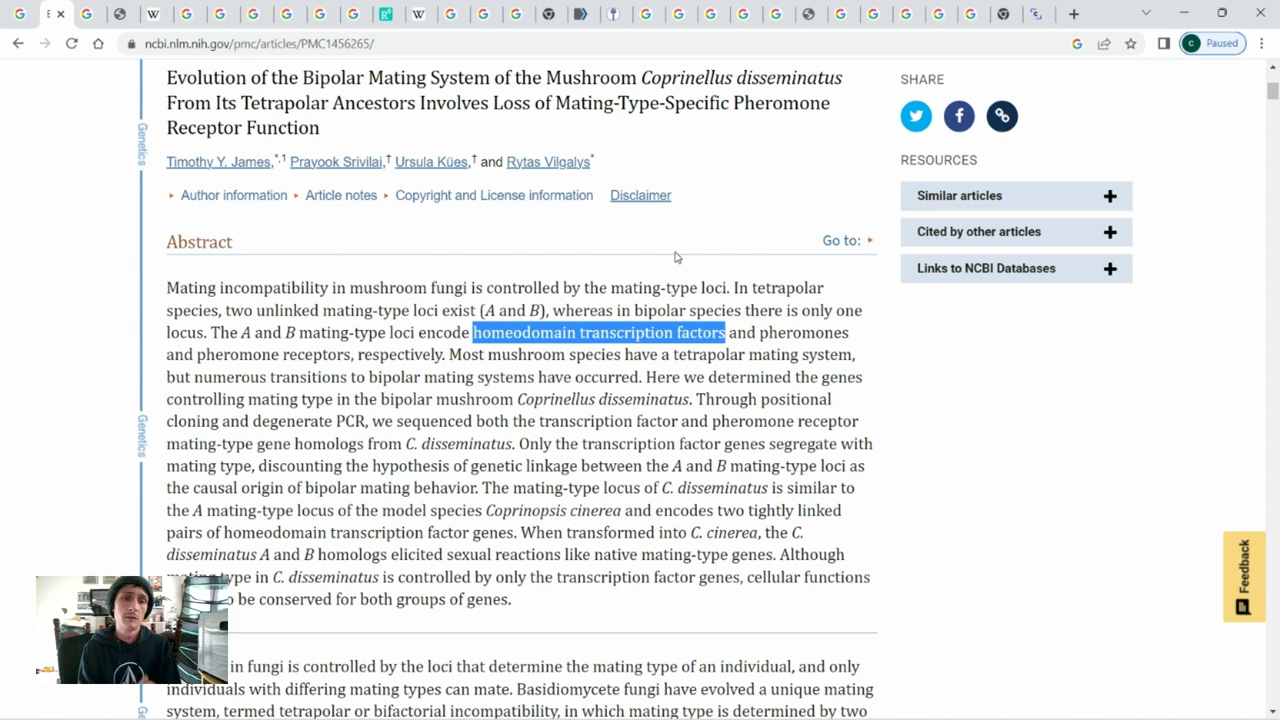 E
ncbi.nlm.nih.gov/pmc/articles/PMC1456265/
C
Paused
Evolution of the Bipolar Mating System of the Mushroom Coprinellus disseminatus
From Its Tetrapolar Ancestors Involves Loss of Mating-Type-Specific Pheromone
Receptor Function
Timothy Y. James,*,1 Prayook Srivilai,† Ursula Kües,† and Rytas Vilgalys*
Author information Article notes Copyright and License information Disclaimer
Abstract
Go to:
Mating incompatibility in mushroom fungi is controlled by the mating-type loci. In tetrapolar
species, two unlinked mating-type loci exist (A and B), whereas in bipolar species there is only one
locus. The A and B mating-type loci encode homeodomain transcription factors and pheromones
and pheromone receptors, respectively. Most mushroom species have a tetrapolar mating system,
but numerous transitions to bipolar mating systems have occurred. Here we determined the genes
controlling mating type in the bipolar mushroom Coprinellus disseminatus. Through positional
cloning and degenerate PCR, we sequenced both the transcription factor and pheromone receptor
mating-type gene homologs from C. disseminatus. Only the transcription factor genes segregate with
mating type, discounting the hypothesis of genetic linkage between the A and B mating-type loci as
the causal origin of bipolar mating behavior. The mating-type locus of C. disseminatus is similar to
the A mating-type locus of the model species Coprinopsis cinerea and encodes two tightly linked
pairs of homeodomain transcription factor genes. When transformed into C. cinerea, the C.
disseminatus A and B homologs elicited sexual reactions like native mating-type genes. Although
mating type in C. disseminatus is controlled by only the transcription factor genes, cellular functions
to be conserved for both groups of genes.
in fungi is controlled by the loci that determine the mating type of an individual, and only
individuals with differing mating types can mate. Basidiomycete fungi have evolved a unique mating
system, termed tetrapolar or bifactorial incompatibility, in which mating type is determined by two
Genetics
Genetics
Ge
SHARE
RESOURCES
Similar articles
Cited by other articles
Links to NCBI Databases
Feedback